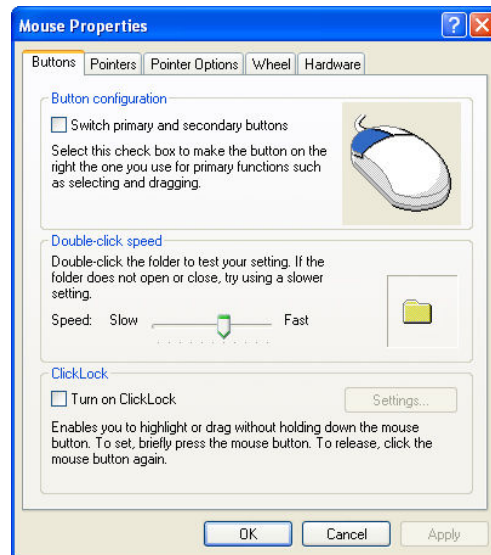 Mouse Properties
Buttons Pointers Pointer Options Wheel Hardware
Button configuration
Switch primary and secondary buttons
Select this check box to make the button on the
right the one you use for primary functions such
as selecting and dragging.
Double-click speed
Double-click the folder to test your setting. If the
folder does not open or close, try using a slower
setting.
Speed: Slow Fast
ClickLock
Turn on ClickLock Settings...
Enables you to highlight or drag without holding down the mouse
button. To set, briefly press the mouse button. To release, click the
mouse button again.
OK Cancel Apply